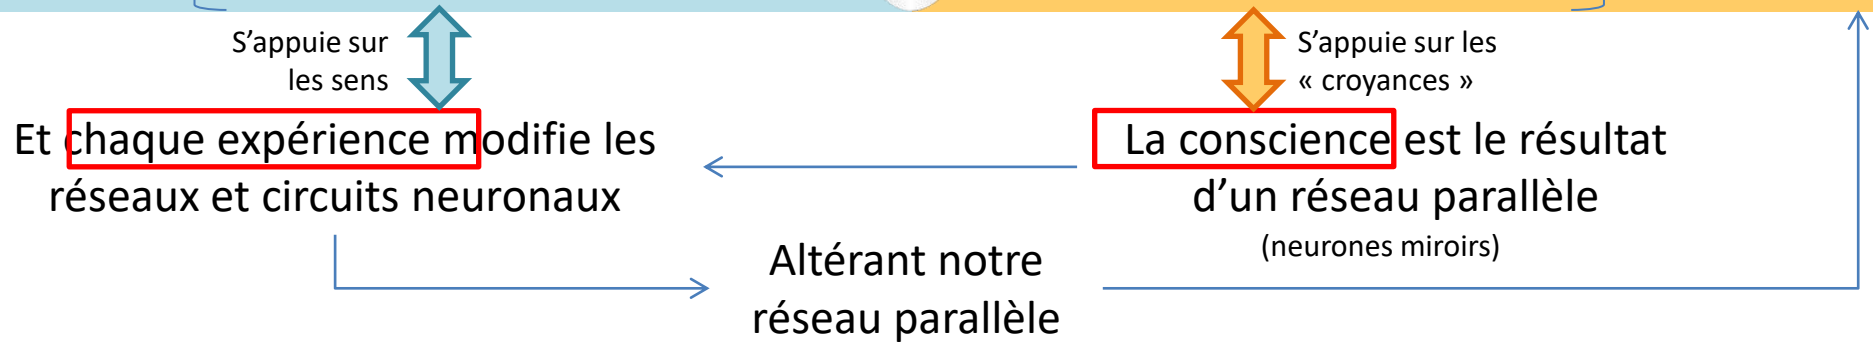 S'appuie sur
les sens
S'appuie sur les
« croyances »
Et chaque expérience modifie les
réseaux et circuits neuronaux
La conscience est le résultat
d'un réseau parallèle
(neurones miroirs)
Altérant notre
réseau parallèle